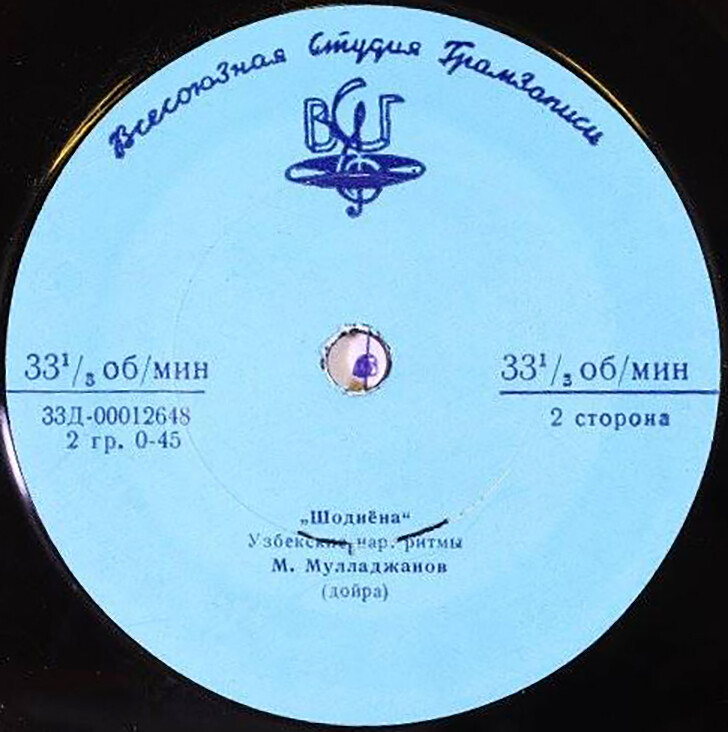 Всесоюзная Студия Грамзаписи
ВСГ
33 1/3 об/мин
33Д-00012648
2 гр. 0-45
33 1/3 об/мин
2 сторона
„Шодиёна“
Узбекские нар. ритмы
М. Мулладжанов
(дойра)